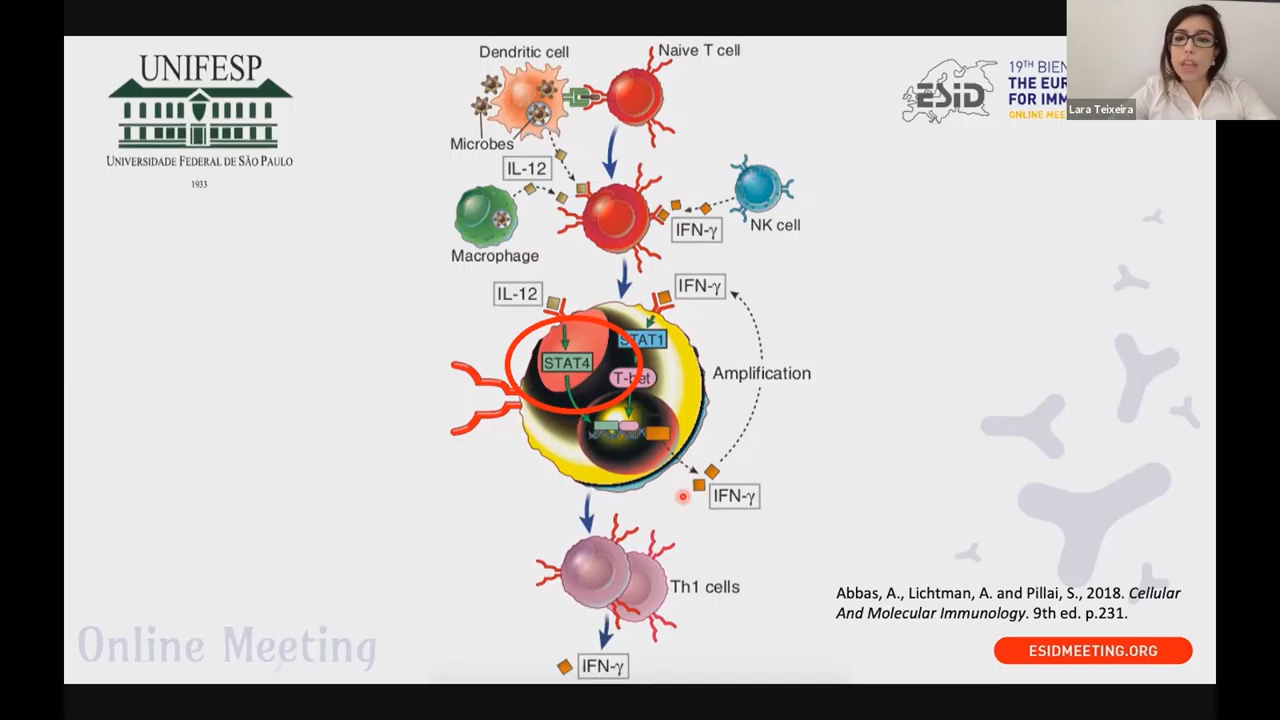 UNIFESP
UNIVERSIDADE FEDERAL DE SÃO PAULO
1933
Dendritic cell
Naive T cell
Microbes
IL-12
Macrophage
IFN-γ
NK cell
IL-12
IFN-γ
STAT1
STAT4
T-bet
Amplification
IFN-γ
Th1 cells
IFN-γ
ESiD
19TH BIEN
THE EUR
FOR IMM
ONLINE MEE
Lara Teixeira
Abbas, A., Lichtman, A. and Pillai, S., 2018. Cellular
And Molecular Immunology. 9th ed. p.231.
Online Meeting
ESIDMEETING.ORG